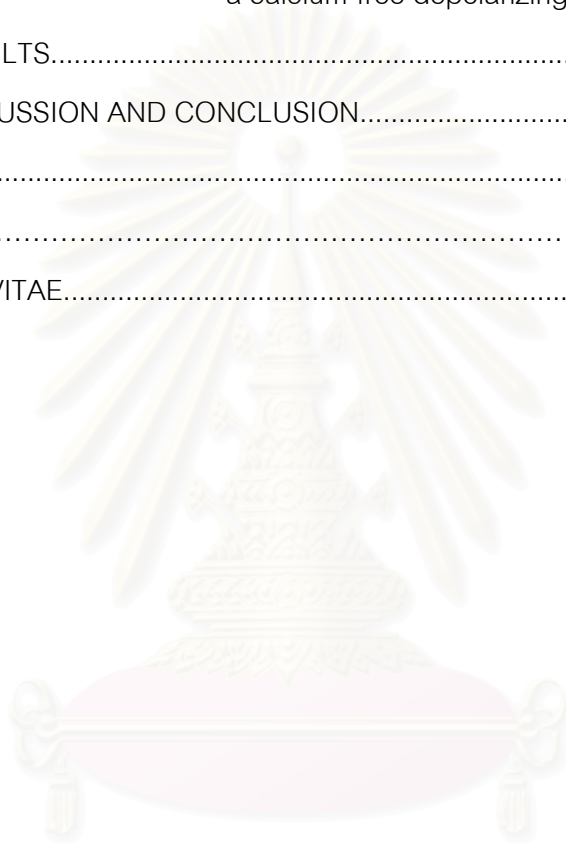 a calcium free depolarizing
LTS..................................................................
USSION AND CONCLUSION...........................
.........................................................................
.........................................................................
VITAE.................................................................